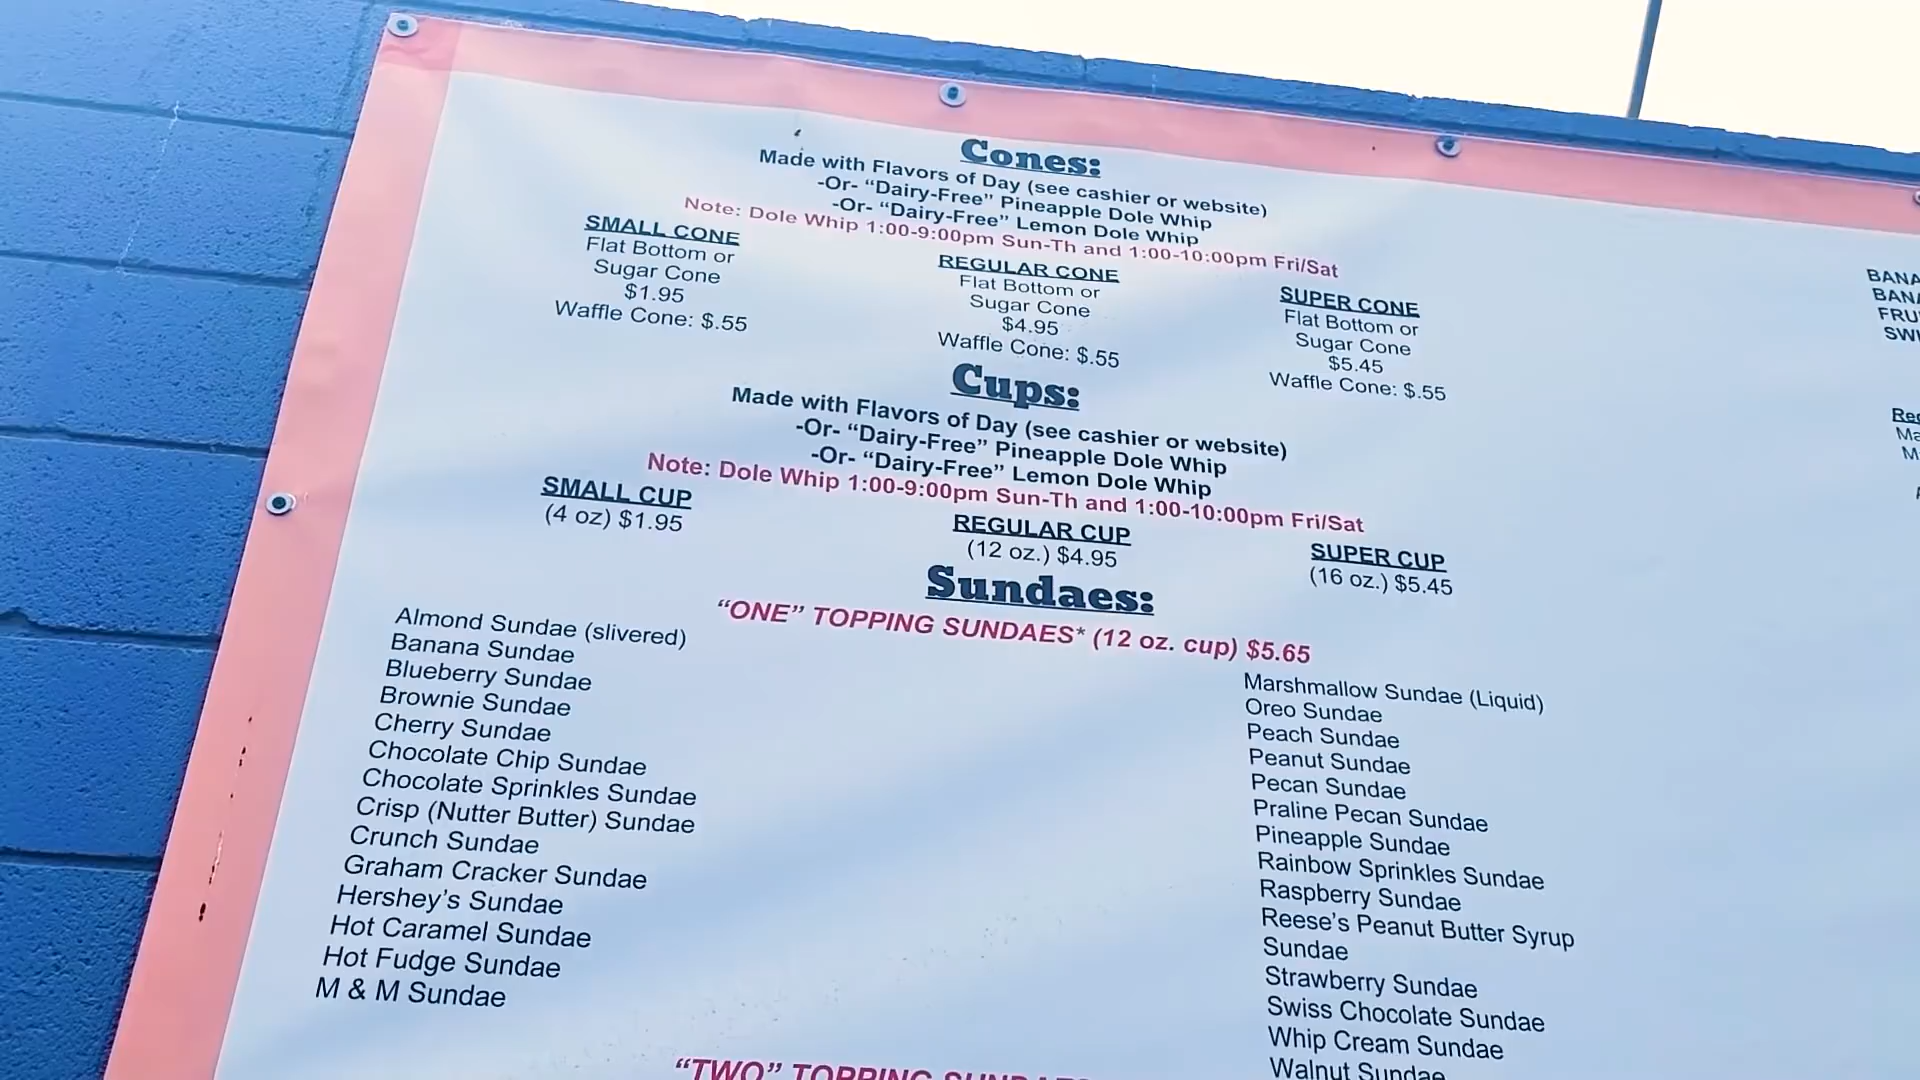 Cones:
Made with Flavors of Day (see cashier or website)
-Or- “Dairy-Free” Pineapple Dole Whip
-Or- “Dairy-Free” Lemon Dole Whip
Note: Dole Whip 1:00-9:00pm Sun-Th and 1:00-10:00pm Fri/Sat
SMALL CONE
Flat Bottom or
Sugar Cone
$1.95
Waffle Cone: $.55
REGULAR CONE
Flat Bottom or
Sugar Cone
$4.95
Waffle Cone: $.55
SUPER CONE
Flat Bottom or
Sugar Cone
$5.45
Waffle Cone: $.55
Cups:
Made with Flavors of Day (see cashier or website)
-Or- “Dairy-Free” Pineapple Dole Whip
-Or- “Dairy-Free” Lemon Dole Whip
Note: Dole Whip 1:00-9:00pm Sun-Th and 1:00-10:00pm Fri/Sat
SMALL CUP
(4 oz) $1.95
REGULAR CUP
(12 oz.) $4.95
SUPER CUP
(16 oz.) $5.45
Sundaes:
“ONE” TOPPING SUNDAES* (12 oz. cup) $5.65
Almond Sundae (slivered)
Banana Sundae
Blueberry Sundae
Brownie Sundae
Cherry Sundae
Chocolate Chip Sundae
Chocolate Sprinkles Sundae
Crisp (Nutter Butter) Sundae
Crunch Sundae
Graham Cracker Sundae
Hershey’s Sundae
Hot Caramel Sundae
Hot Fudge Sundae
M & M Sundae
Marshmallow Sundae (Liquid)
Oreo Sundae
Peach Sundae
Peanut Sundae
Pecan Sundae
Praline Pecan Sundae
Pineapple Sundae
Rainbow Sprinkles Sundae
Raspberry Sundae
Reese’s Peanut Butter Syrup
Sundae
Strawberry Sundae
Swiss Chocolate Sundae
Whip Cream Sundae
Walnut Sundae
“TWO” TOPPING SUNDAES
BANA
BANA
FRU
SWI